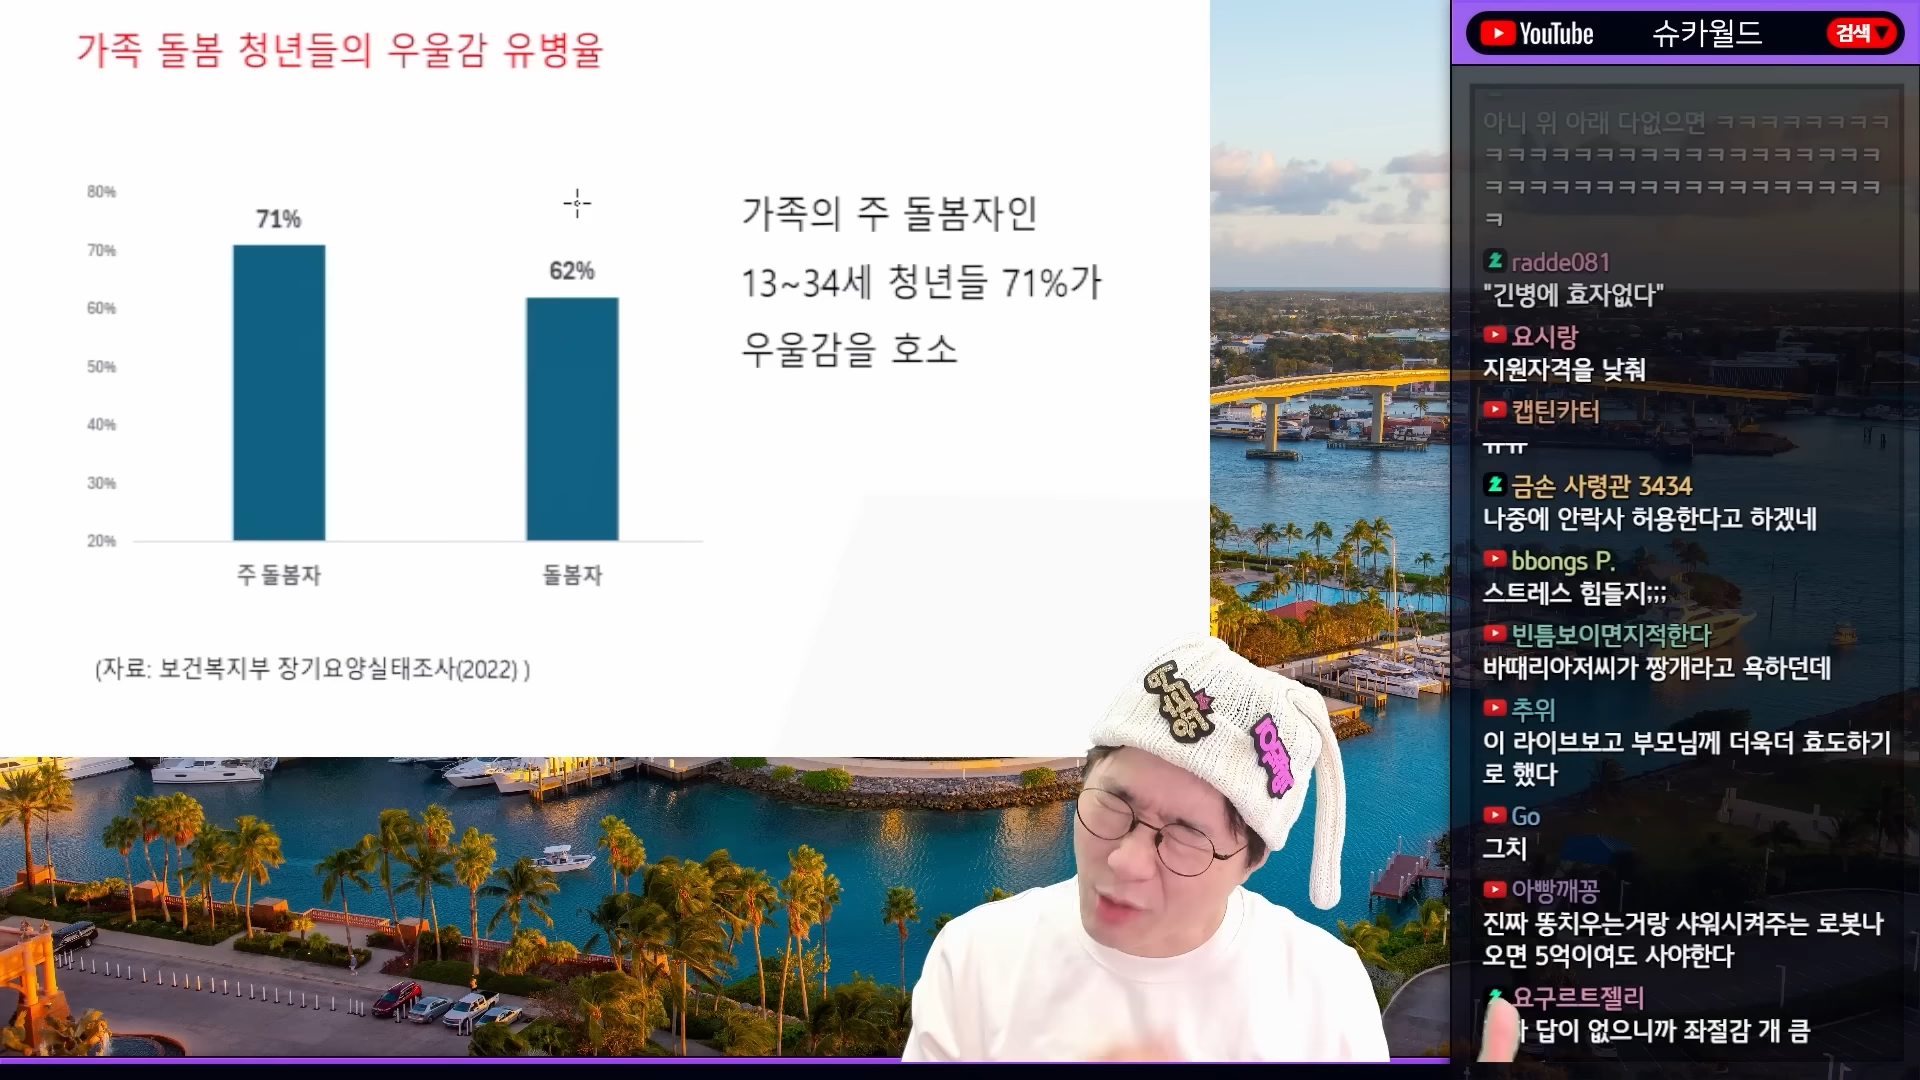 가족 돌봄 청년들의 우울감 유병율
80%
70%
60%
50%
40%
30%
20%
71%
62%
주 돌봄자
돌봄자
가족의 주 돌봄자인
13~34세 청년들 71%가
우울감을 호소
(자료: 보건복지부 장기요양실태조사(2022) )
YouTube 슈카월드 검색▼
아니 위 아래 다없으면 ㅋㅋㅋㅋㅋㅋㅋㅋ
ㅋㅋㅋㅋㅋㅋㅋㅋㅋㅋㅋㅋㅋㅋㅋㅋㅋㅋ
ㅋㅋㅋㅋㅋㅋㅋㅋㅋㅋㅋㅋㅋㅋㅋㅋㅋㅋ
ㅋ
radde081
"긴병에 효자없다"
요시랑
지원자격을 낮춰
캡틴카터
ㅠㅠ
금손 사령관 3434
나중에 안락사 허용한다고 하겠네
bbongs P.
스트레스 힘들지;;;
빈틈보이면지적한다
바때리아저씨가 짱개라고 욕하던데
추위
이 라이브보고 부모님께 더욱더 효도하기
로 했다
Go
그치
아빵깨꽁
진짜 똥치우는거랑 샤워시켜주는 로봇나
오면 5억이여도 사야한다
요구르트젤리
답이 없으니까 좌절감 개 큼